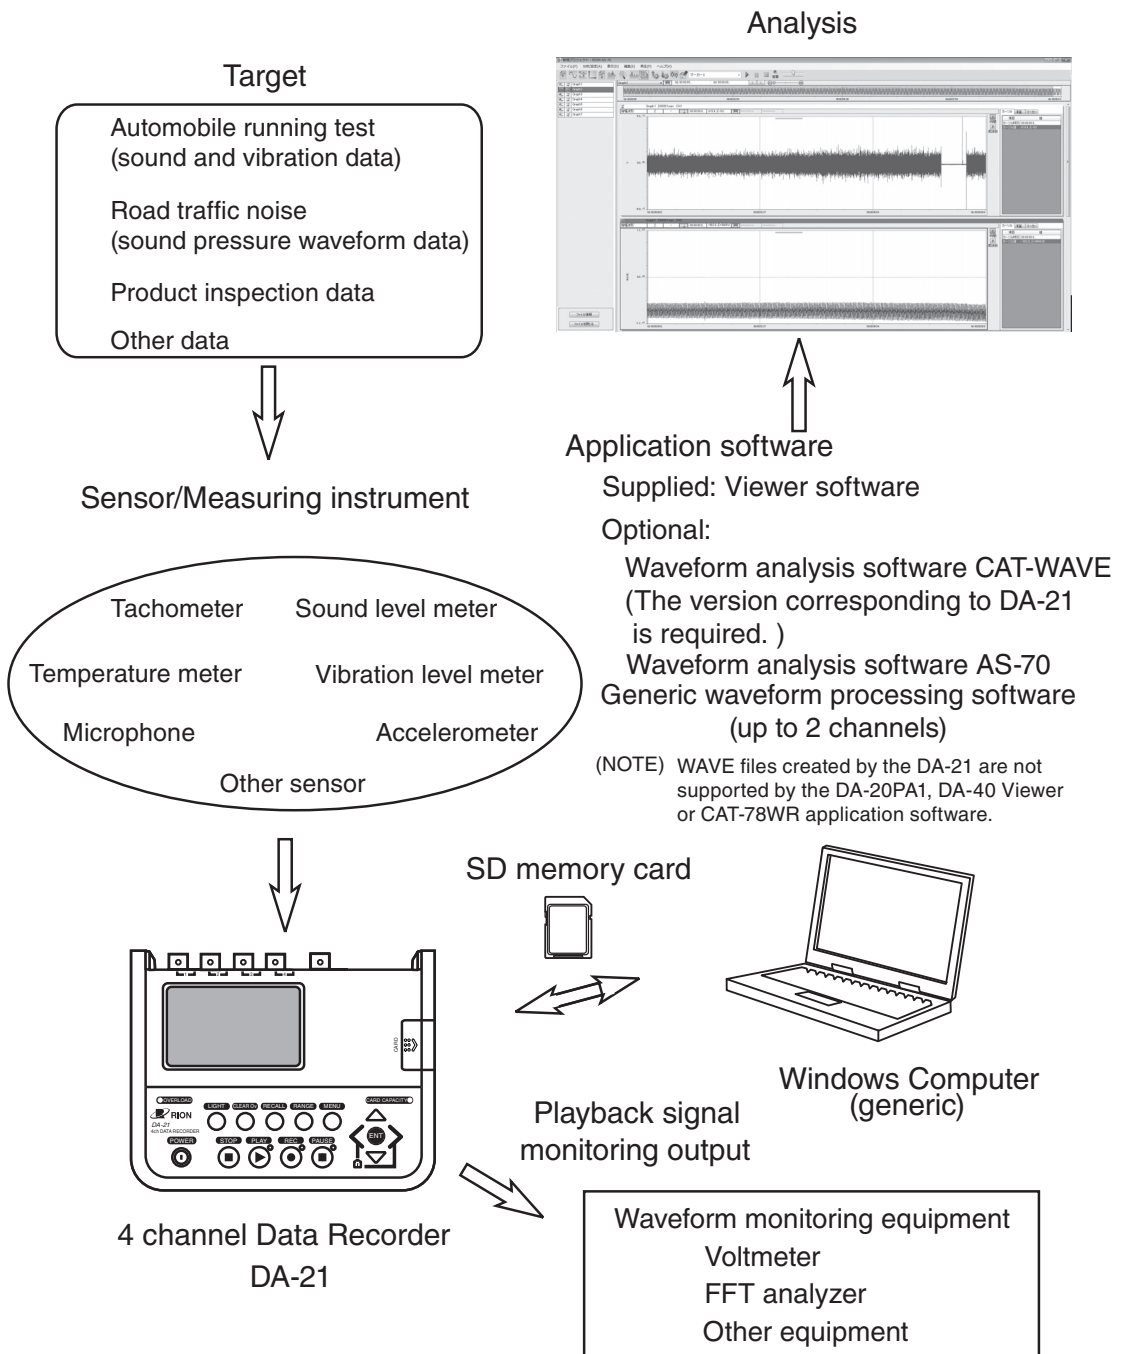 Analysis
Target
Automobile running test
(sound and vibration data)
Road traffic noise
(sound pressure waveform data)
Product inspection data
Other data
Sensor/Measuring instrument
Tachometer
Sound level meter
Temperature meter
Vibration level meter
Microphone
Accelerometer
Other sensor
Application software
Supplied: Viewer software
Optional:
Waveform analysis software CAT-WAVE
(The version corresponding to DA-21
is required. )
Waveform analysis software AS-70
Generic waveform processing software
(up to 2 channels)
(NOTE) WAVE files created by the DA-21 are not
supported by the DA-20PA1, DA-40 Viewer
or CAT-78WR application software.
SD memory card
CARD
OVERLOAD
LIGHT
CLEAR OV
RECALL
RANGE
MENU
CARD CAPACITY
RION
DA-21
4ch DATA RECORDER
POWER
STOP
PLAY
REC
PAUSE
ENT
Windows Computer
(generic)
Playback signal
monitoring output
4 channel Data Recorder
DA-21
Waveform monitoring equipment
Voltmeter
FFT analyzer
Other equipment